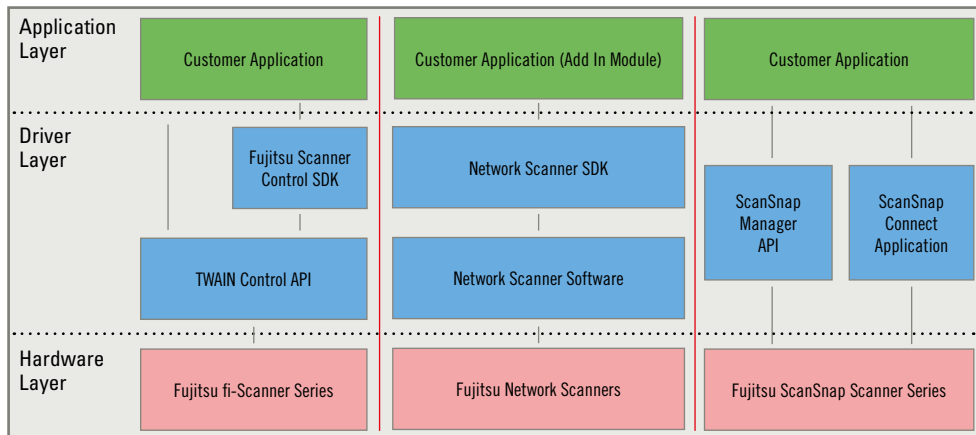 Application
Layer
Customer Application
Customer Application (Add In Module)
Customer Application
Driver
Layer
Fujitsu Scanner
Control SDK
Network Scanner SDK
ScanSnap
Manager
API
ScanSnap
Connect
Application
TWAIN Control API
Network Scanner Software
Hardware
Layer
Fujitsu fi-Scanner Series
Fujitsu Network Scanners
Fujitsu ScanSnap Scanner Series